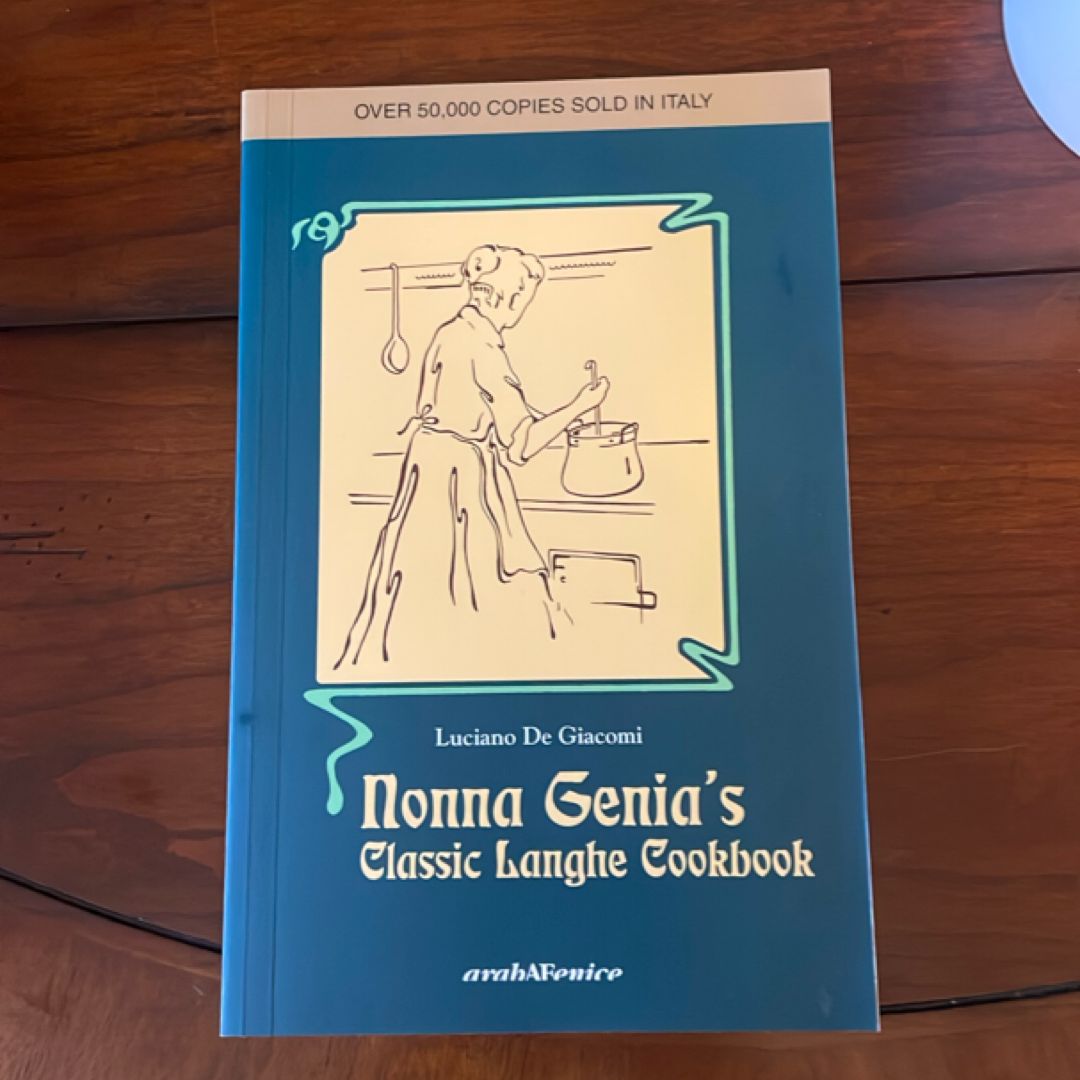 OVER 50,000 COPIES SOLD IN ITALY
Luciano De Giacomi
Nonna Genia's
Classic Langhe Cookbook
arabAFenice